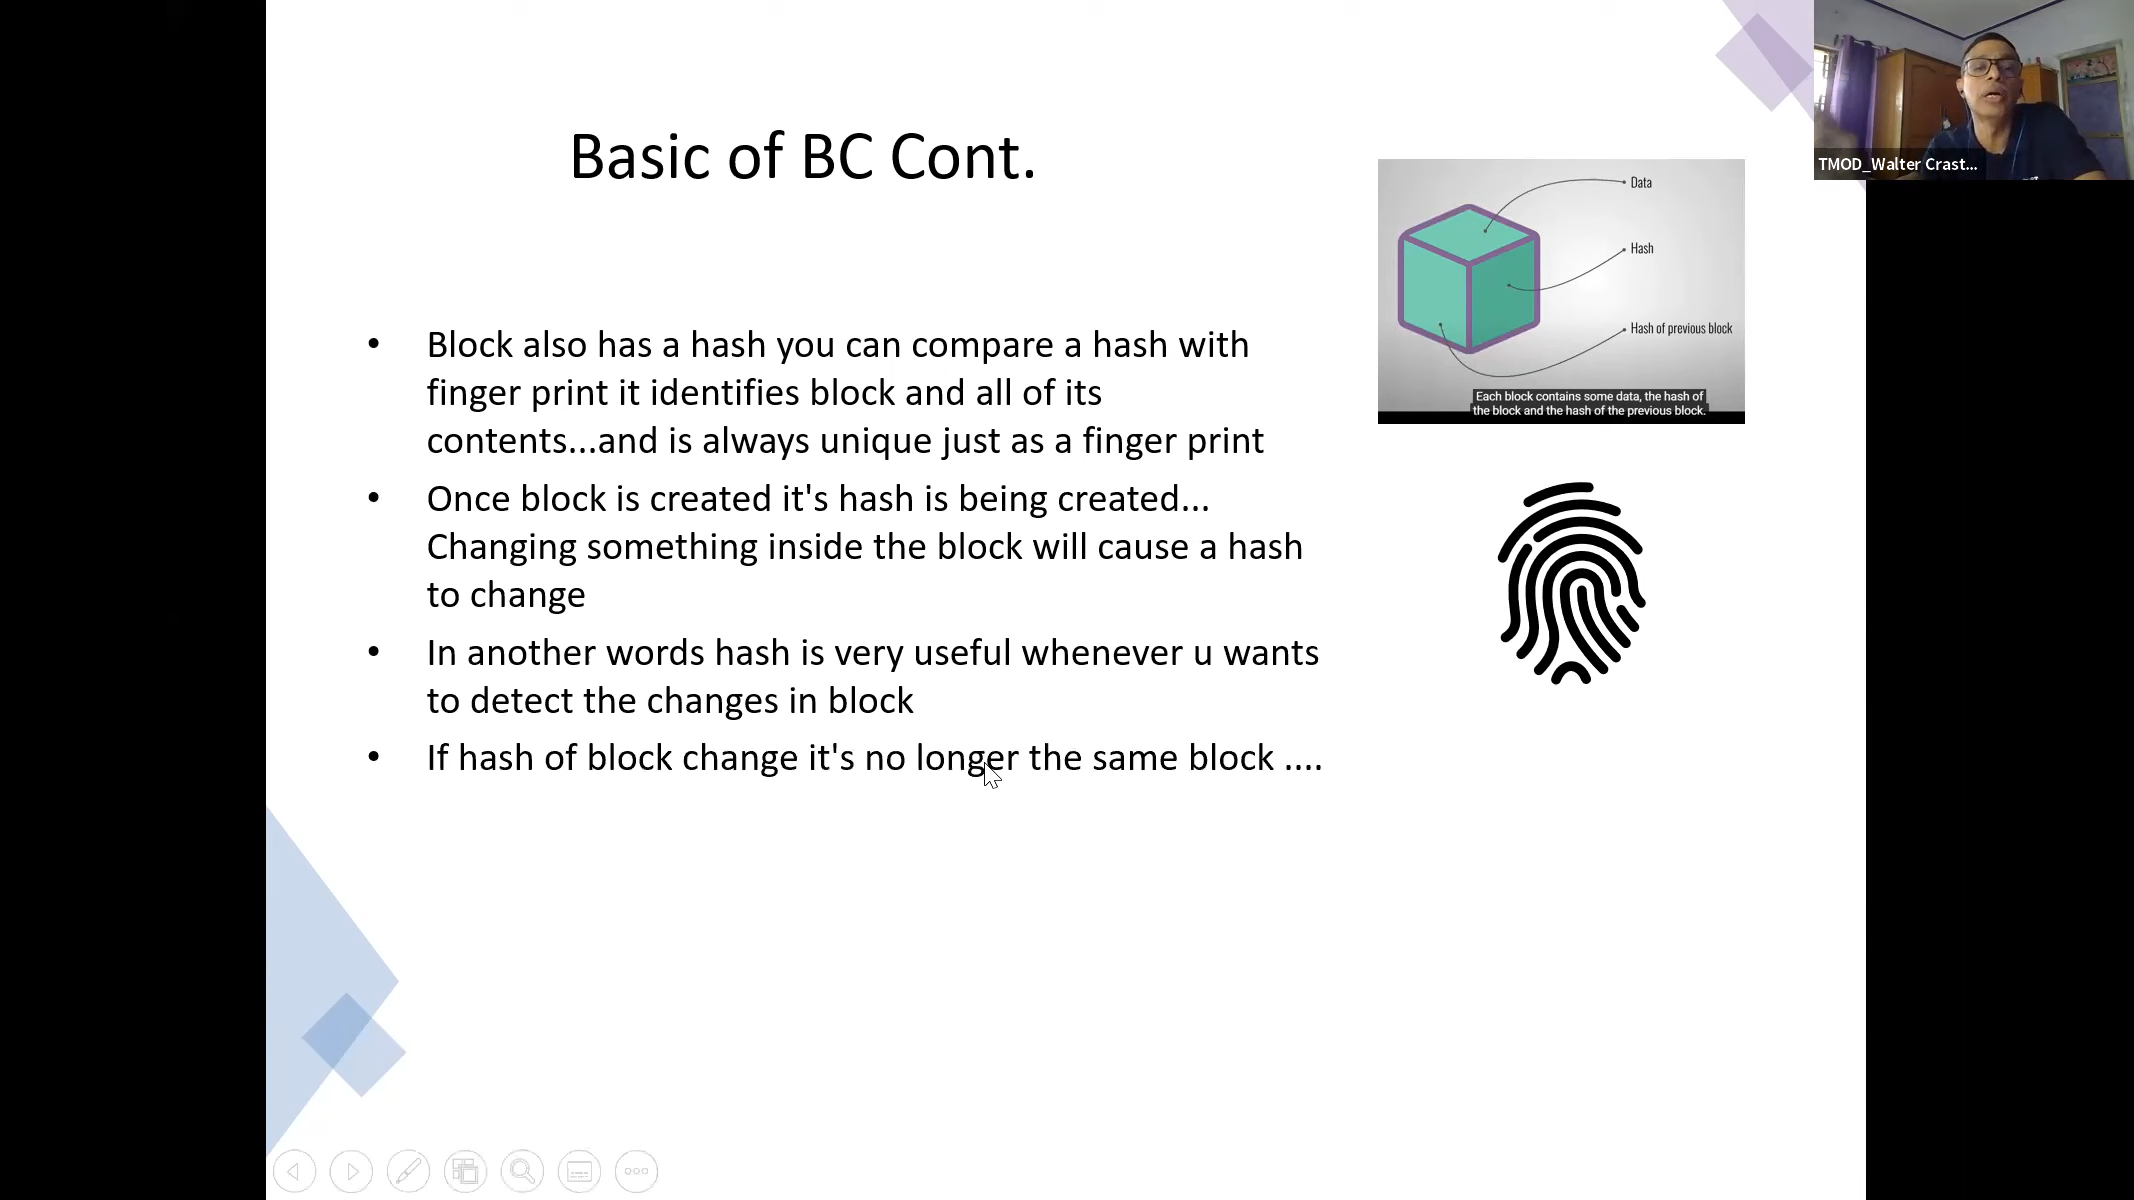 Basic of BC Cont.
TMOD_Walter Crast...
Data
Hash
Hash of previous block
Each block contains some data, the hash of
the block and the hash of the previous block.
• Block also has a hash you can compare a hash with
finger print it identifies block and all of its
contents...and is always unique just as a finger print
• Once block is created it's hash is being created...
Changing something inside the block will cause a hash
to change
• In another words hash is very useful whenever u wants
to detect the changes in block
• If hash of block change it's no longer the same block ....